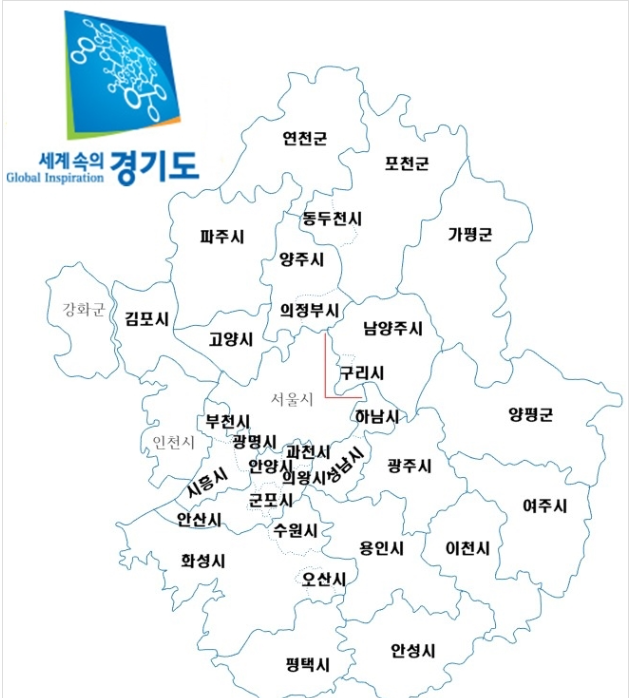 세계 속의 경기도
Global Inspiration
연천군
포천군
동두천시
가평군
파주시
양주시
강화군
김포시
의정부시
남양주시
고양시
구리시
서울시
하남시
양평군
부천시
인천시
광명시
과천시
안양시
성남시
광주시
의왕시
시흥시
군포시
여주시
안산시
수원시
용인시
이천시
화성시
오산시
안성시
평택시